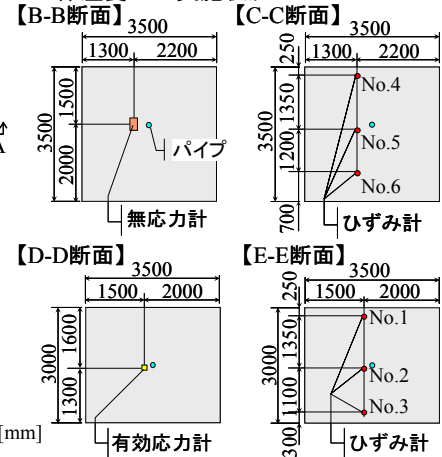 【B-B断面】
3500
1300
2200
1500
3500
2000
パイプ
無応力計
【C-C断面】
3500
1300
2200
250
1350
3500
1200
700
No.4
No.5
No.6
ひずみ計
【D-D断面】
3500
1500
2000
1600
3000
1300
有効応力計
【E-E断面】
3500
1500
2000
250
1350
3000
1100
300
No.1
No.2
No.3
ひずみ計
[mm]